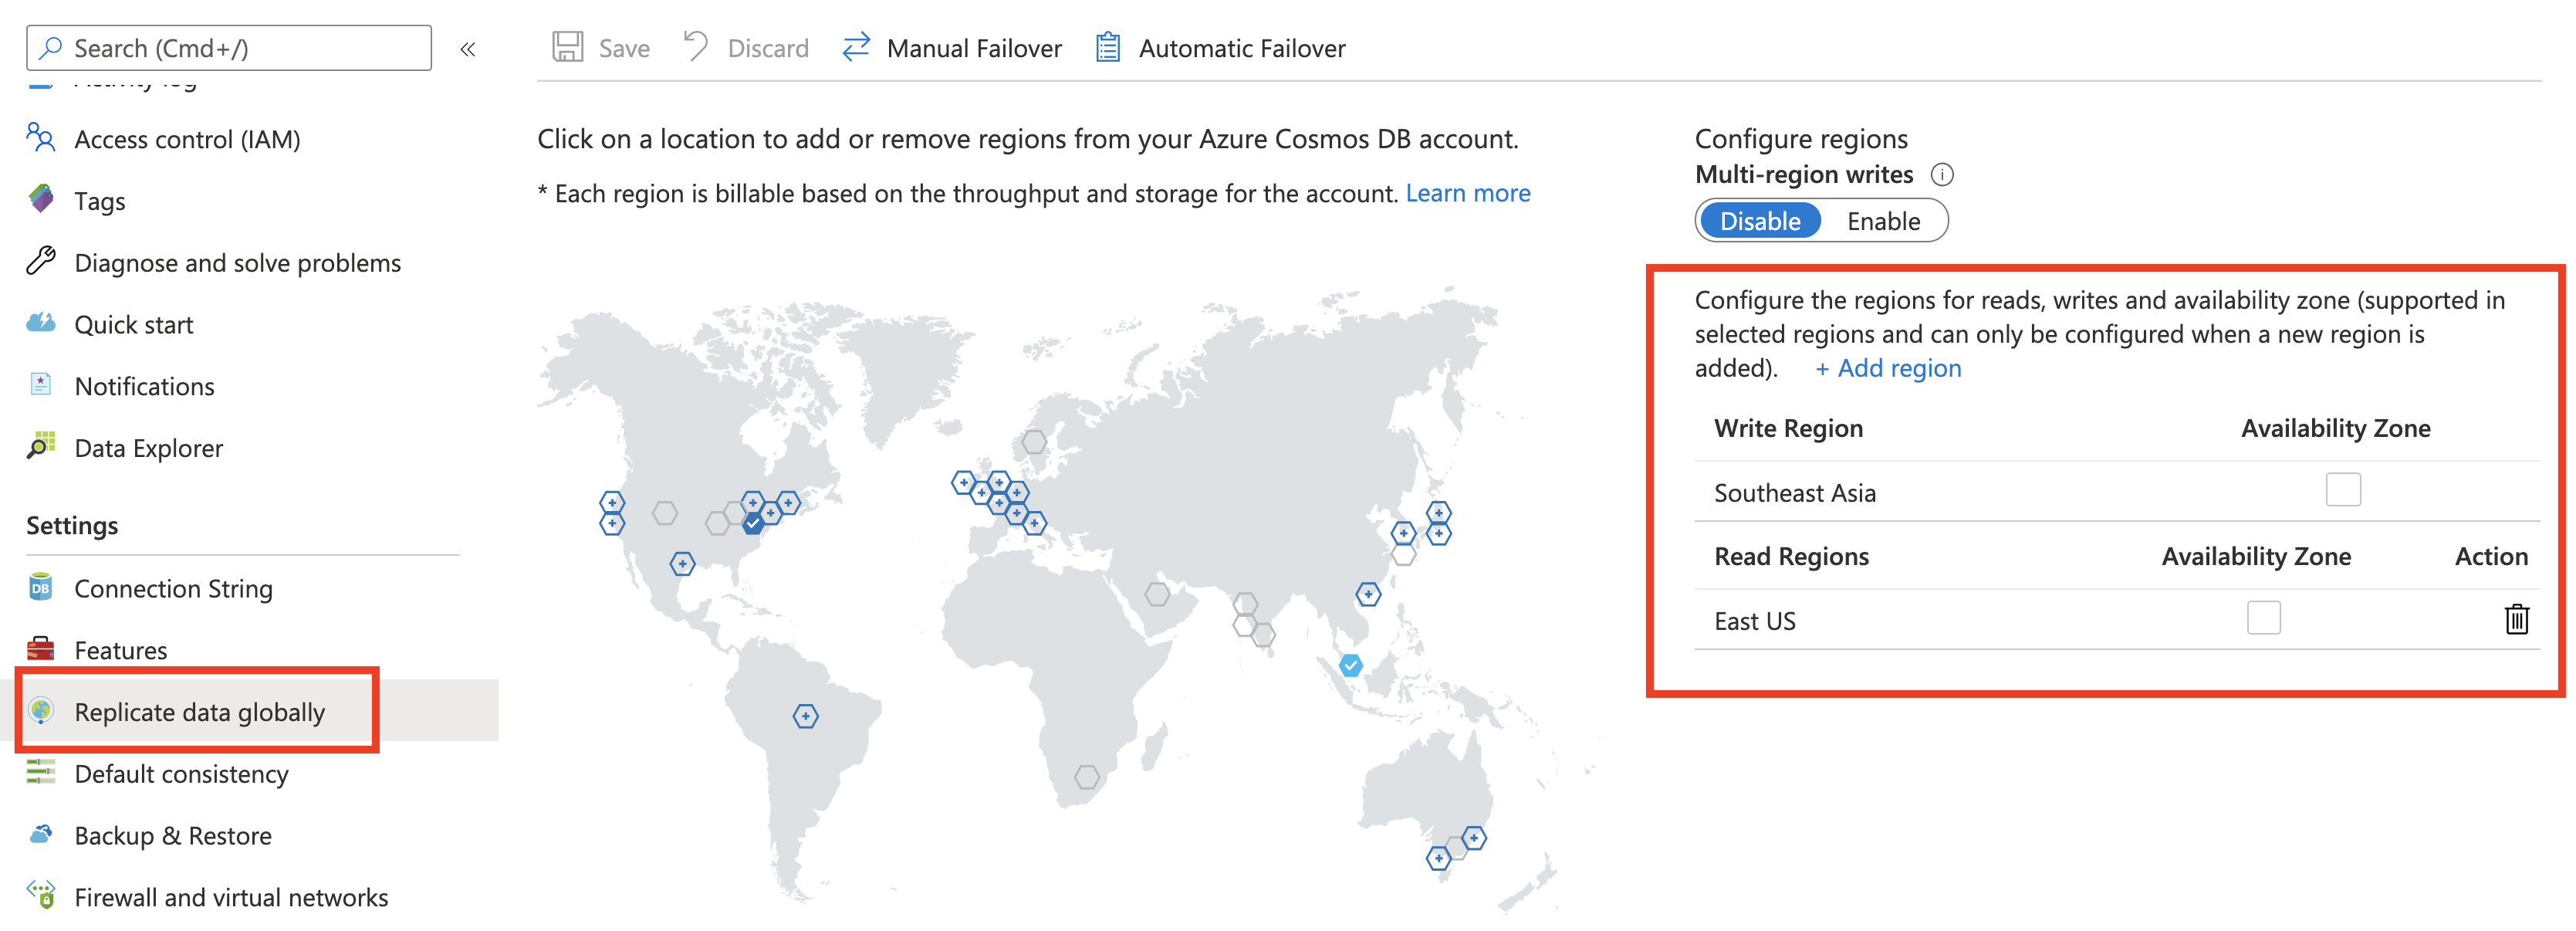 Search (Cmd+/)
«
Save
Discard
Manual Failover
Automatic Failover
Activity log
Access control (IAM)
Tags
Diagnose and solve problems
Quick start
Notifications
Data Explorer
Settings
DB
Connection String
Features
Replicate data globally
Default consistency
Backup & Restore
Firewall and virtual networks
Click on a location to add or remove regions from your Azure Cosmos DB account.
* Each region is billable based on the throughput and storage for the account. Learn more
Configure regions
Multi-region writes i
Disable Enable
Configure the regions for reads, writes and availability zone (supported in
selected regions and can only be configured when a new region is
added). + Add region
Write Region Availability Zone
Southeast Asia
Read Regions Availability Zone Action
East US